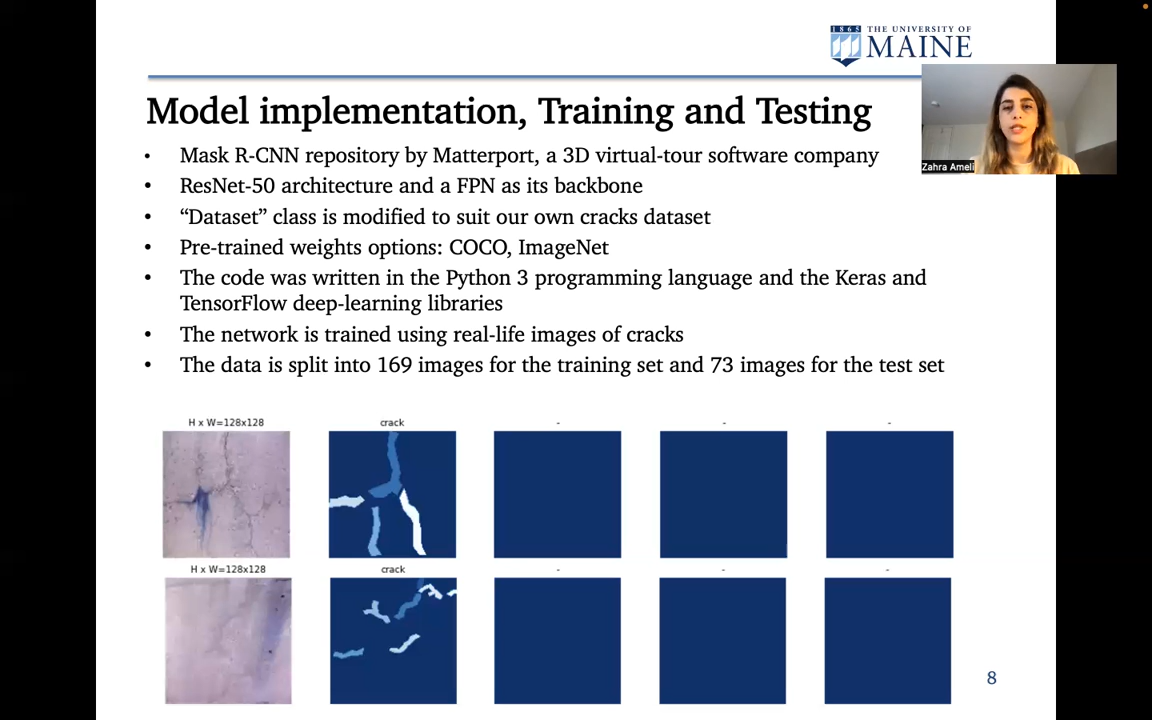 1865 THE UNIVERSITY OF
MAINE
Model implementation, Training and Testing
Zahra Ameli
• Mask R-CNN repository by Matterport, a 3D virtual-tour software company
• ResNet-50 architecture and a FPN as its backbone
• “Dataset” class is modified to suit our own cracks dataset
• Pre-trained weights options: COCO, ImageNet
• The code was written in the Python 3 programming language and the Keras and
TensorFlow deep-learning libraries
• The network is trained using real-life images of cracks
• The data is split into 169 images for the training set and 73 images for the test set
H x W=128x128 crack - - -
H x W=128x128 crack - - -
8